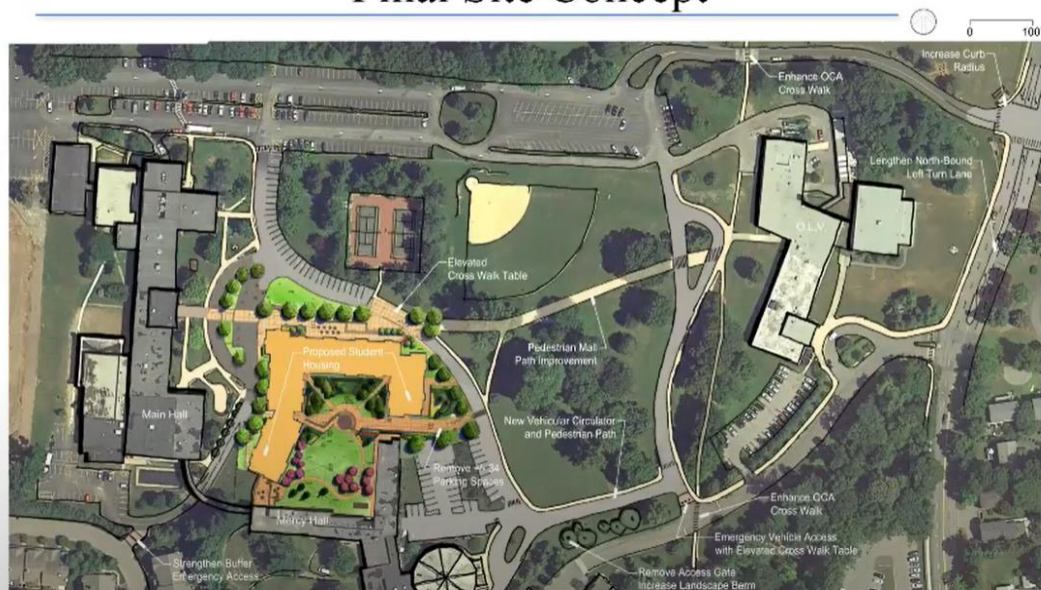 Final Site Concept
0 100
Increase Curb
Radius
Enhance OCA
Cross Walk
Lengthen North-Bound
Left Turn Lane
O.L.V.
Elevated
Cross Walk Table
Pedestrian Mall
Path Improvement
Proposed Student
Housing
Main Hall
New Vehicular Circulator
and Pedestrian Path
Remove +/- 34
Parking Spaces
Enhance OCA
Cross Walk
Mercy Hall
Emergency Vehicle Access
with Elevated Cross Walk Table
Strengthen Buffer
Emergency Access
Remove Access Gate
Increase Landscape Berm